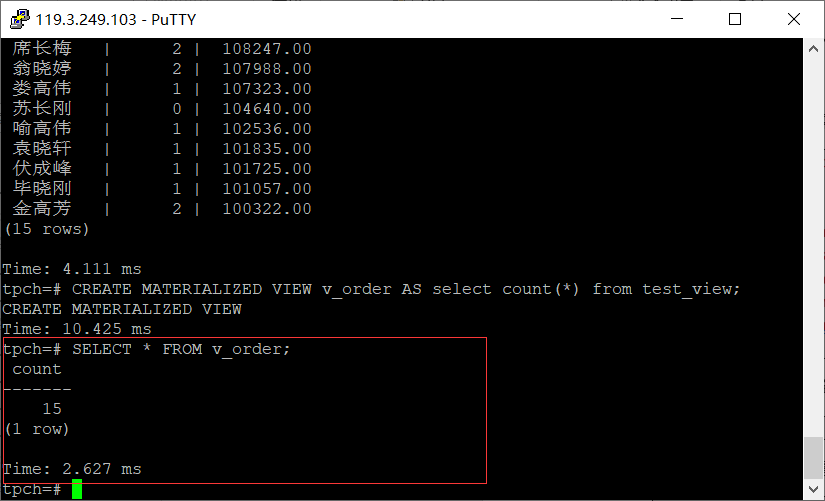 119.3.249.103 - PuTTY
席长梅 | 2 | 108247.00
翁晓婷 | 2 | 107988.00
娄高伟 | 1 | 107323.00
苏长刚 | 0 | 104640.00
喻高伟 | 1 | 102536.00
袁晓轩 | 1 | 101835.00
伏成峰 | 1 | 101725.00
毕晓刚 | 1 | 101057.00
金高芳 | 2 | 100322.00
(15 rows)
Time: 4.111 ms
tpch=# CREATE MATERIALIZED VIEW v_order AS select count(*) from test_view;
CREATE MATERIALIZED VIEW
Time: 10.425 ms
tpch=# SELECT * FROM v_order;
count
-------
15
(1 row)
Time: 2.627 ms
tpch=#